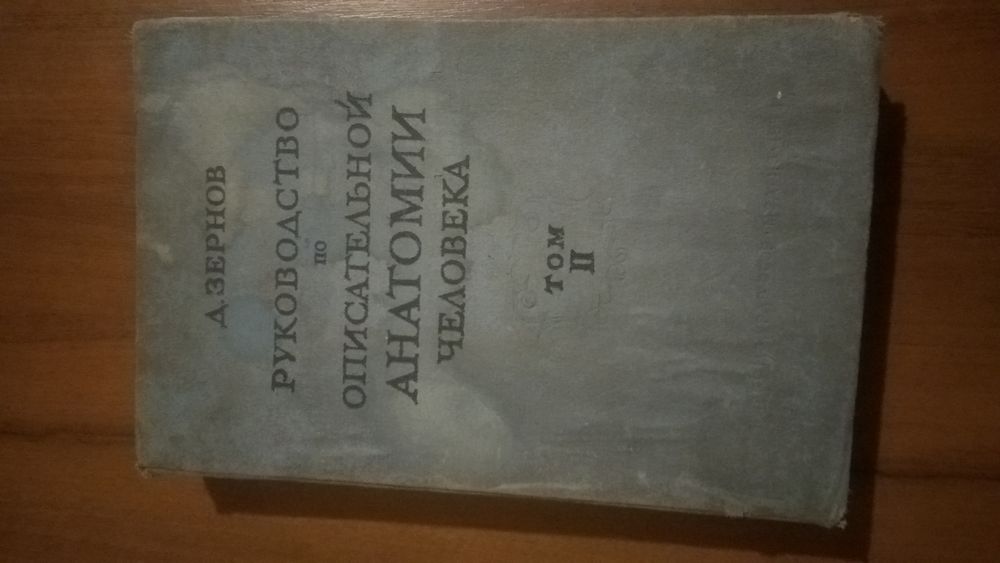 Д. ЗЕРНОВ
РУКОВОДСТВО
ПО
ОПИСАТЕЛЬНОЙ
АНАТОМИИ
ЧЕЛОВЕКА
ТОМ
II